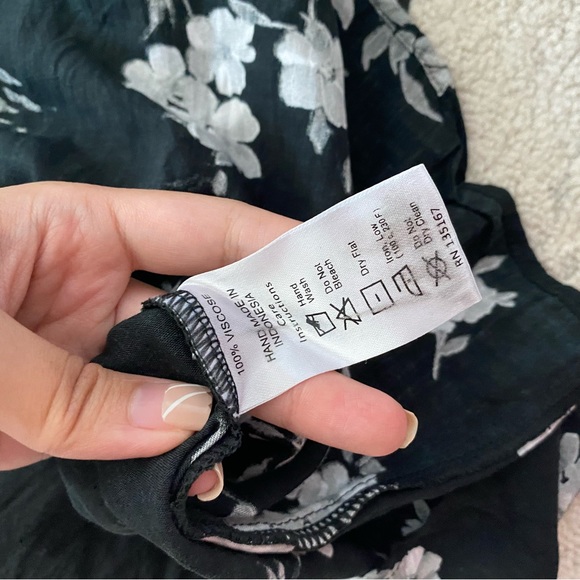 100% VISCOSE
HAND MADE IN
INDONESIA
Care
Instructions
Hand
Wash
Do Not
Bleach
Dry Flat
Iron, Low
(100 c, 230 F)
Do Not
Dry Clean
RN 135167